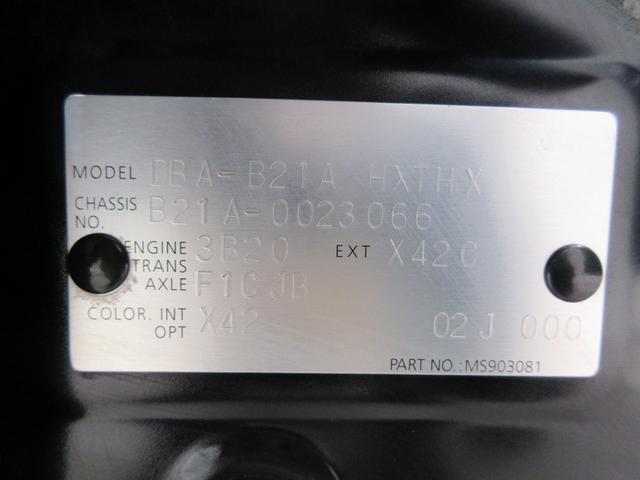 MODEL DBA-B21A HXTHX
CHASSIS NO. B21A-0023066
ENGINE 3B20 EXT X42C
TRANS AXLE F1CJB
COLOR. INT X42
OPT 02J 000
PART NO.: MS903081